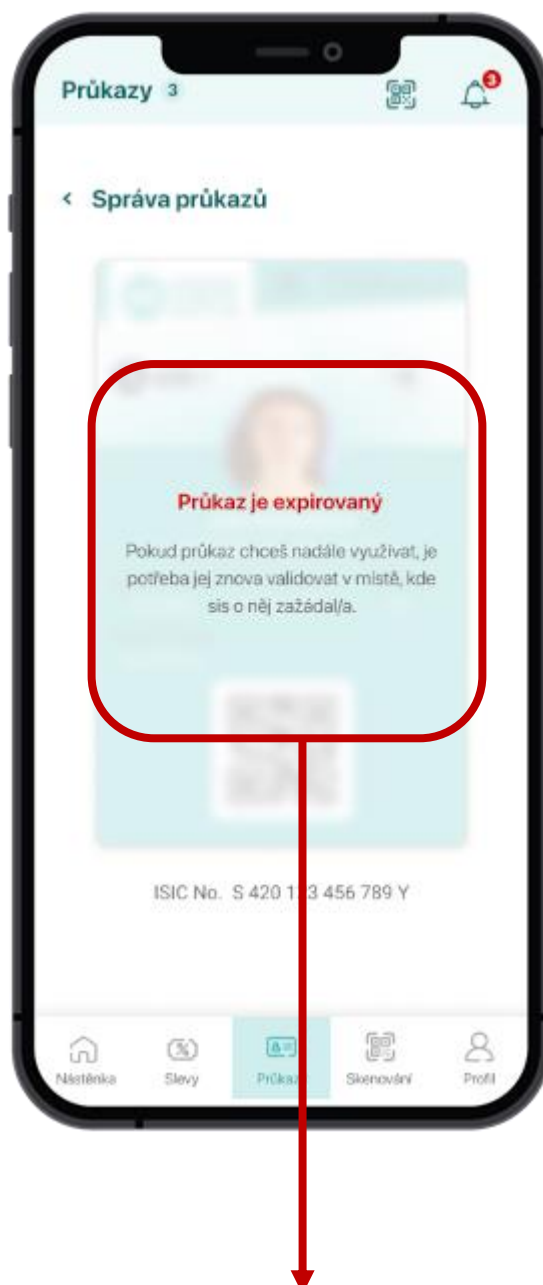 Průkazy 3
3
Správa průkazů
Průkaz je expirovaný
Pokud průkaz chceš nadále využívat, je
potřeba jej znova validovat v místě, kde
sis o něj zažádal/a.
ISIC No. S 420 123 456 789 Y
Nástěnka Slevy Průkazy Skenování Profil